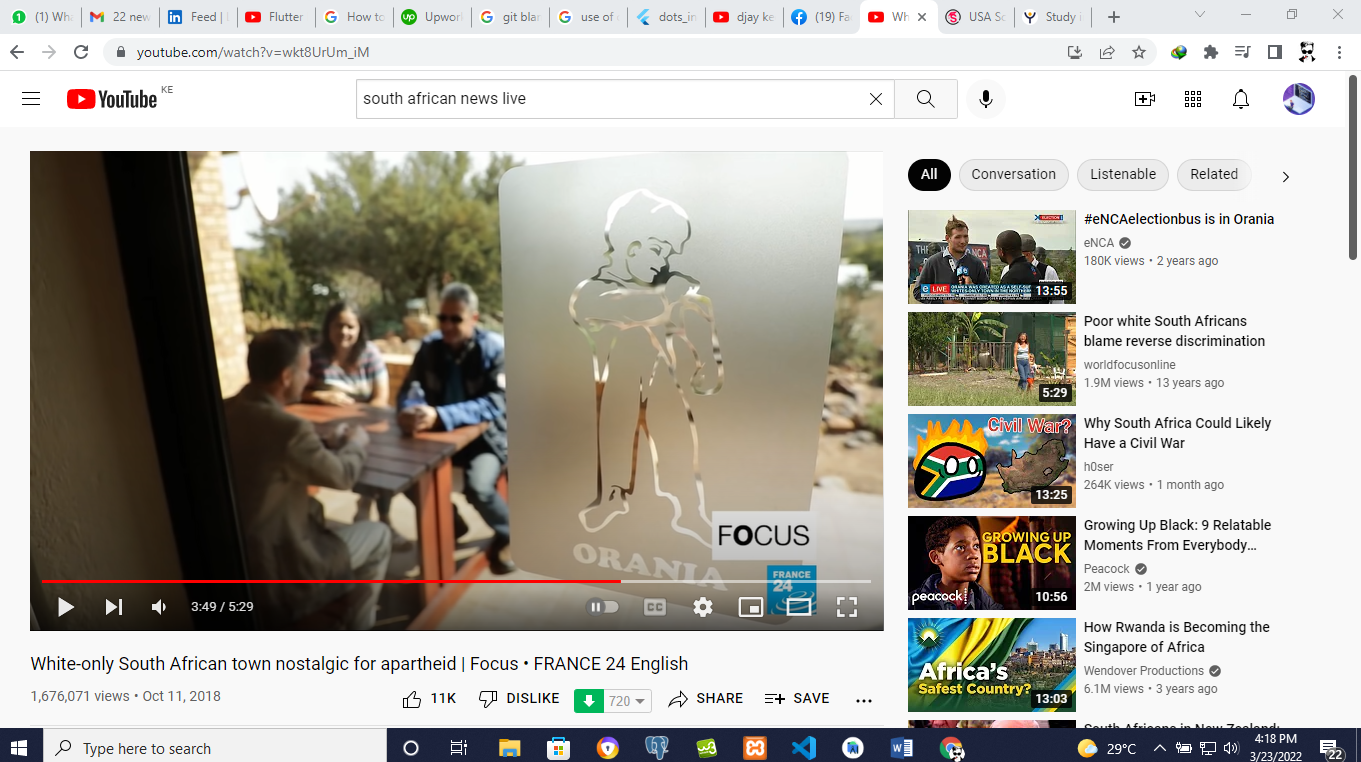 (1) Wha
22 new
Feed | L
Flutter
How to
Upwork
git blan
use of
dots_in
djay ke
(19) Fa
Wh
USA Sc
Study i
youtube.com/watch?v=wkt8UrUm_iM
YouTube KE
south african news live
All
Conversation
Listenable
Related
ORANIA
FOCUS
FRANCE
24
3:49 / 5:29
CC
White-only South African town nostalgic for apartheid | Focus • FRANCE 24 English
1,676,071 views • Oct 11, 2018
11K
DISLIKE
720
SHARE
SAVE
#eNCAelectionbus is in Orania
eNCA
180K views • 2 years ago
LIVE
13:55
Poor white South Africans
blame reverse discrimination
worldfocusonline
1.9M views • 13 years ago
5:29
Civil War?
13:25
Why South Africa Could Likely
Have a Civil War
h0ser
264K views • 1 month ago
GROWING UP
BLACK
peacock
10:56
Growing Up Black: 9 Relatable
Moments From Everybody…
Peacock
2M views • 1 year ago
Africa's
Safest Country?
13:03
How Rwanda is Becoming the
Singapore of Africa
Wendover Productions
6.1M views • 3 years ago
South Africans in New Zealand:
Type here to search
29°C
4:18 PM
3/23/2022
22